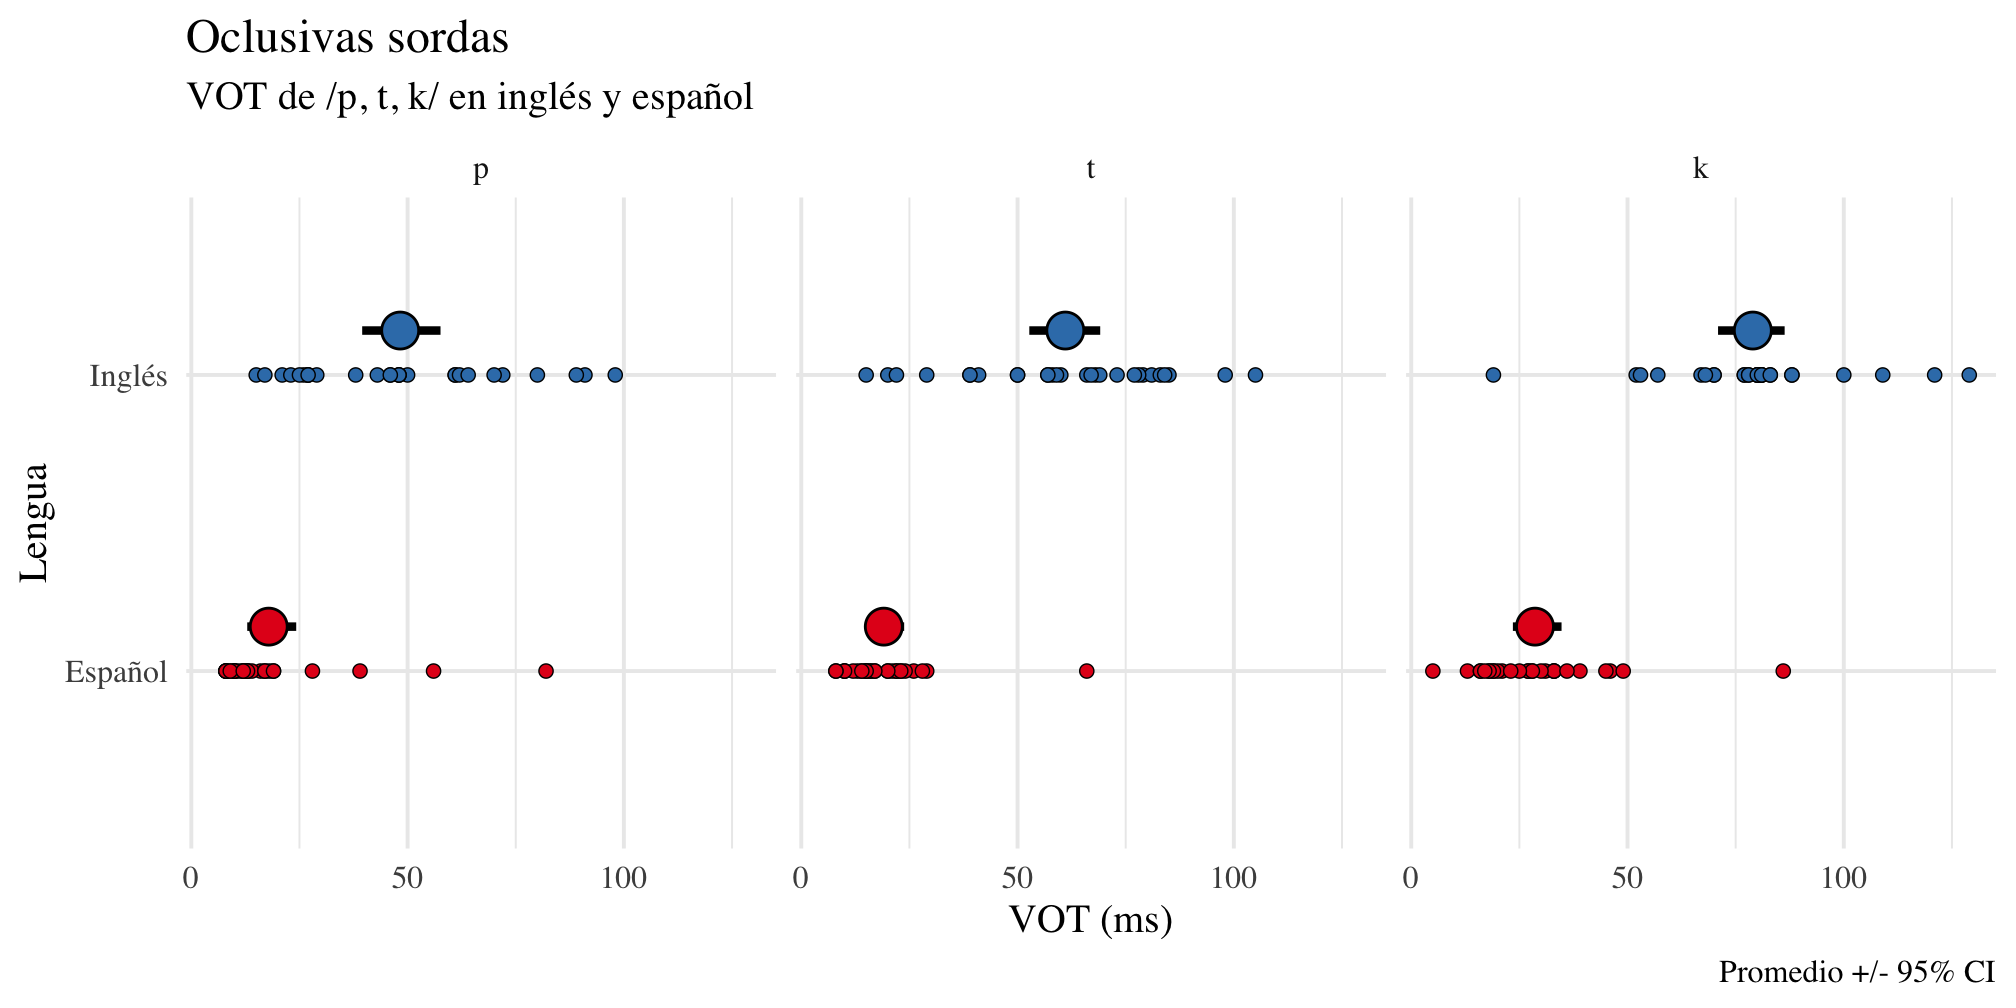 Oclusivas sordas
VOT de /p, t, k/ en inglés y español
p t k
Lengua
Inglés
Español
0 50 100 0 50 100 0 50 100
VOT (ms)
Promedio +/- 95% CI